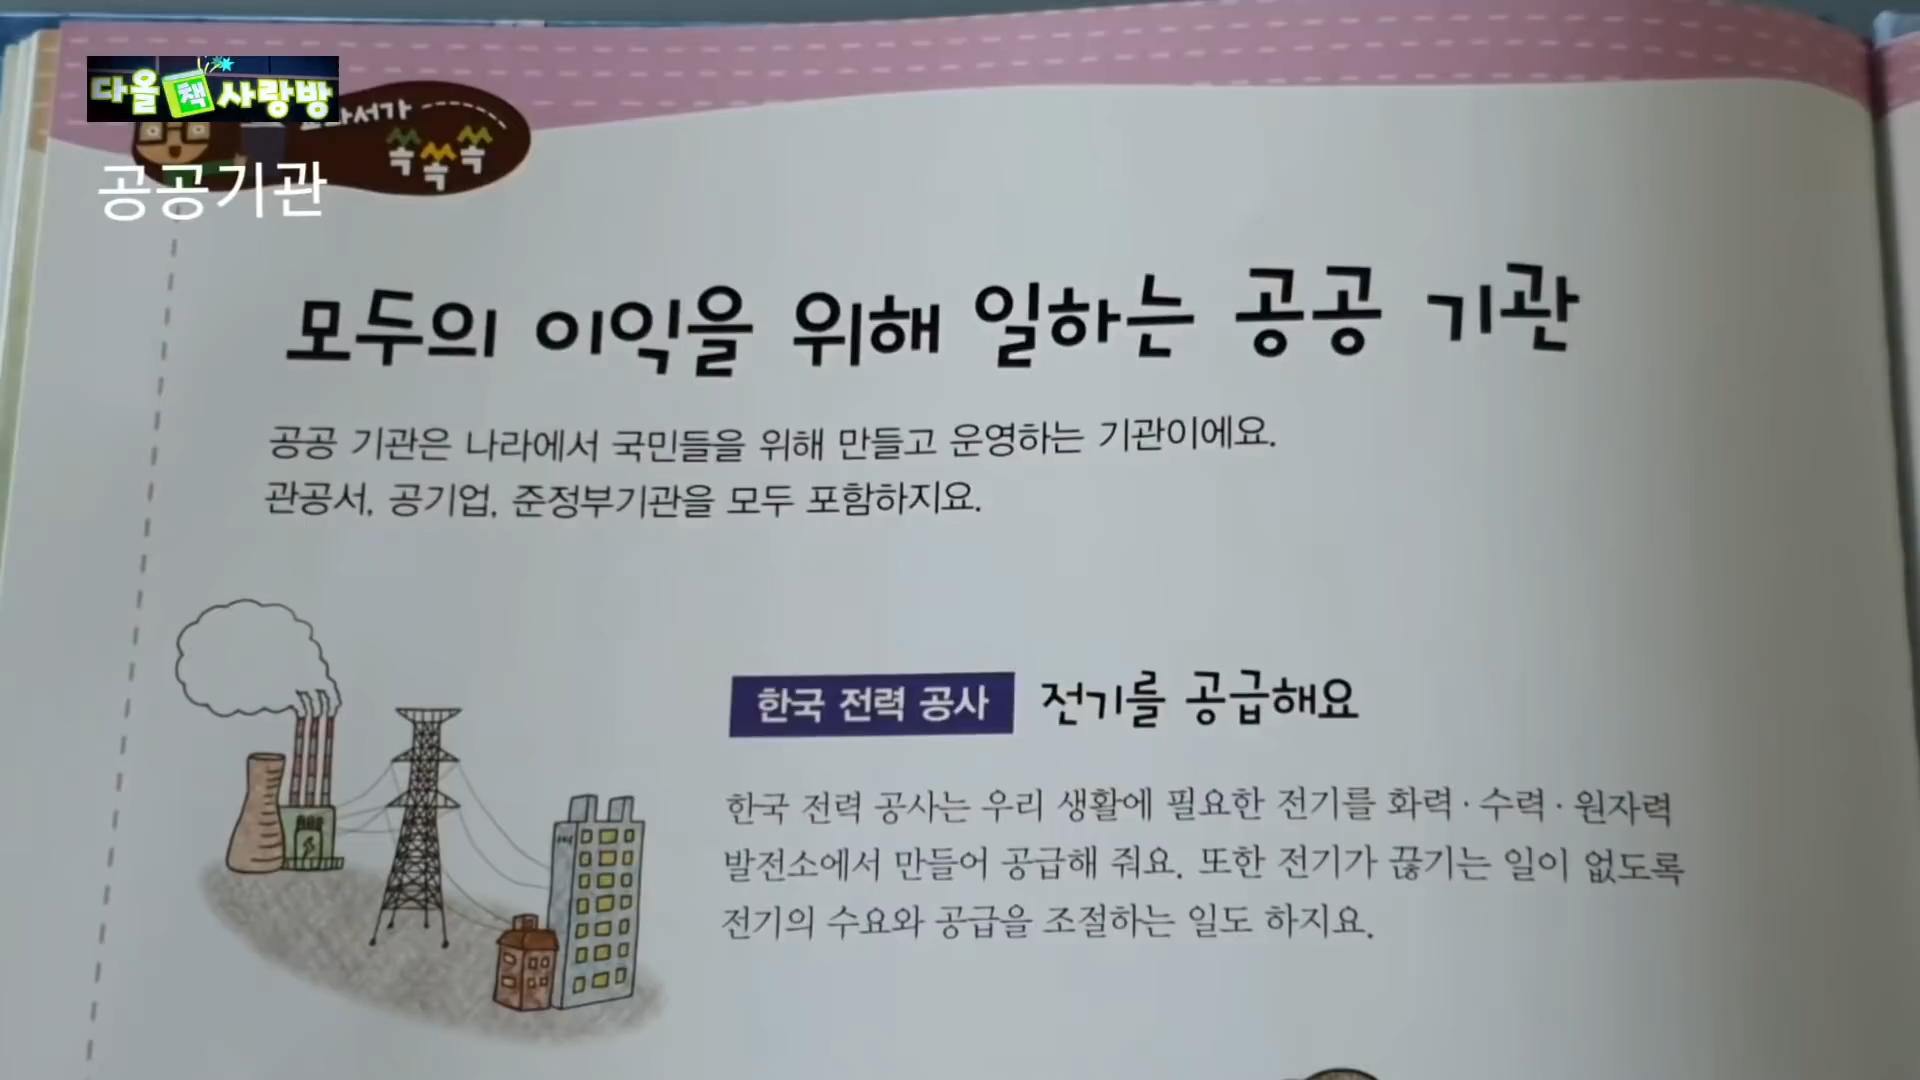 다올책사랑방
교과서가
쏙쏙쏙
공공기관
모두의 이익을 위해 일하는 공공 기관
공공 기관은 나라에서 국민들을 위해 만들고 운영하는 기관이에요.
관공서, 공기업, 준정부기관을 모두 포함하지요.
한국 전력 공사 전기를 공급해요
한국 전력 공사는 우리 생활에 필요한 전기를 화력·수력·원자력
발전소에서 만들어 공급해 줘요. 또한 전기가 끊기는 일이 없도록
전기의 수요와 공급을 조절하는 일도 하지요.